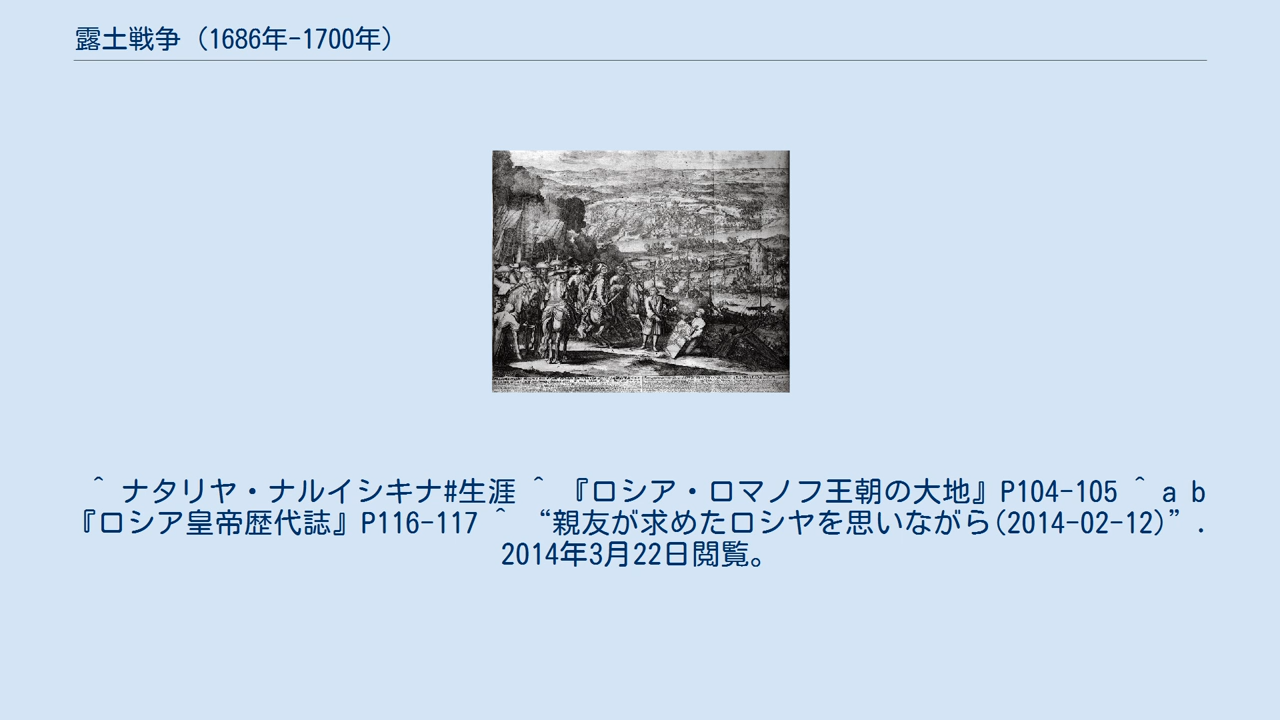 露土戦争（1686年-1700年）
^ ナタリヤ・ナルイシキナ#生涯 ^ 『ロシア・ロマノフ王朝の大地』P104-105 ^ a b
『ロシア皇帝歴代誌』P116-117 ^ “親友が求めたロシヤを思いながら(2014-02-12)”.
2014年3月22日閲覧。